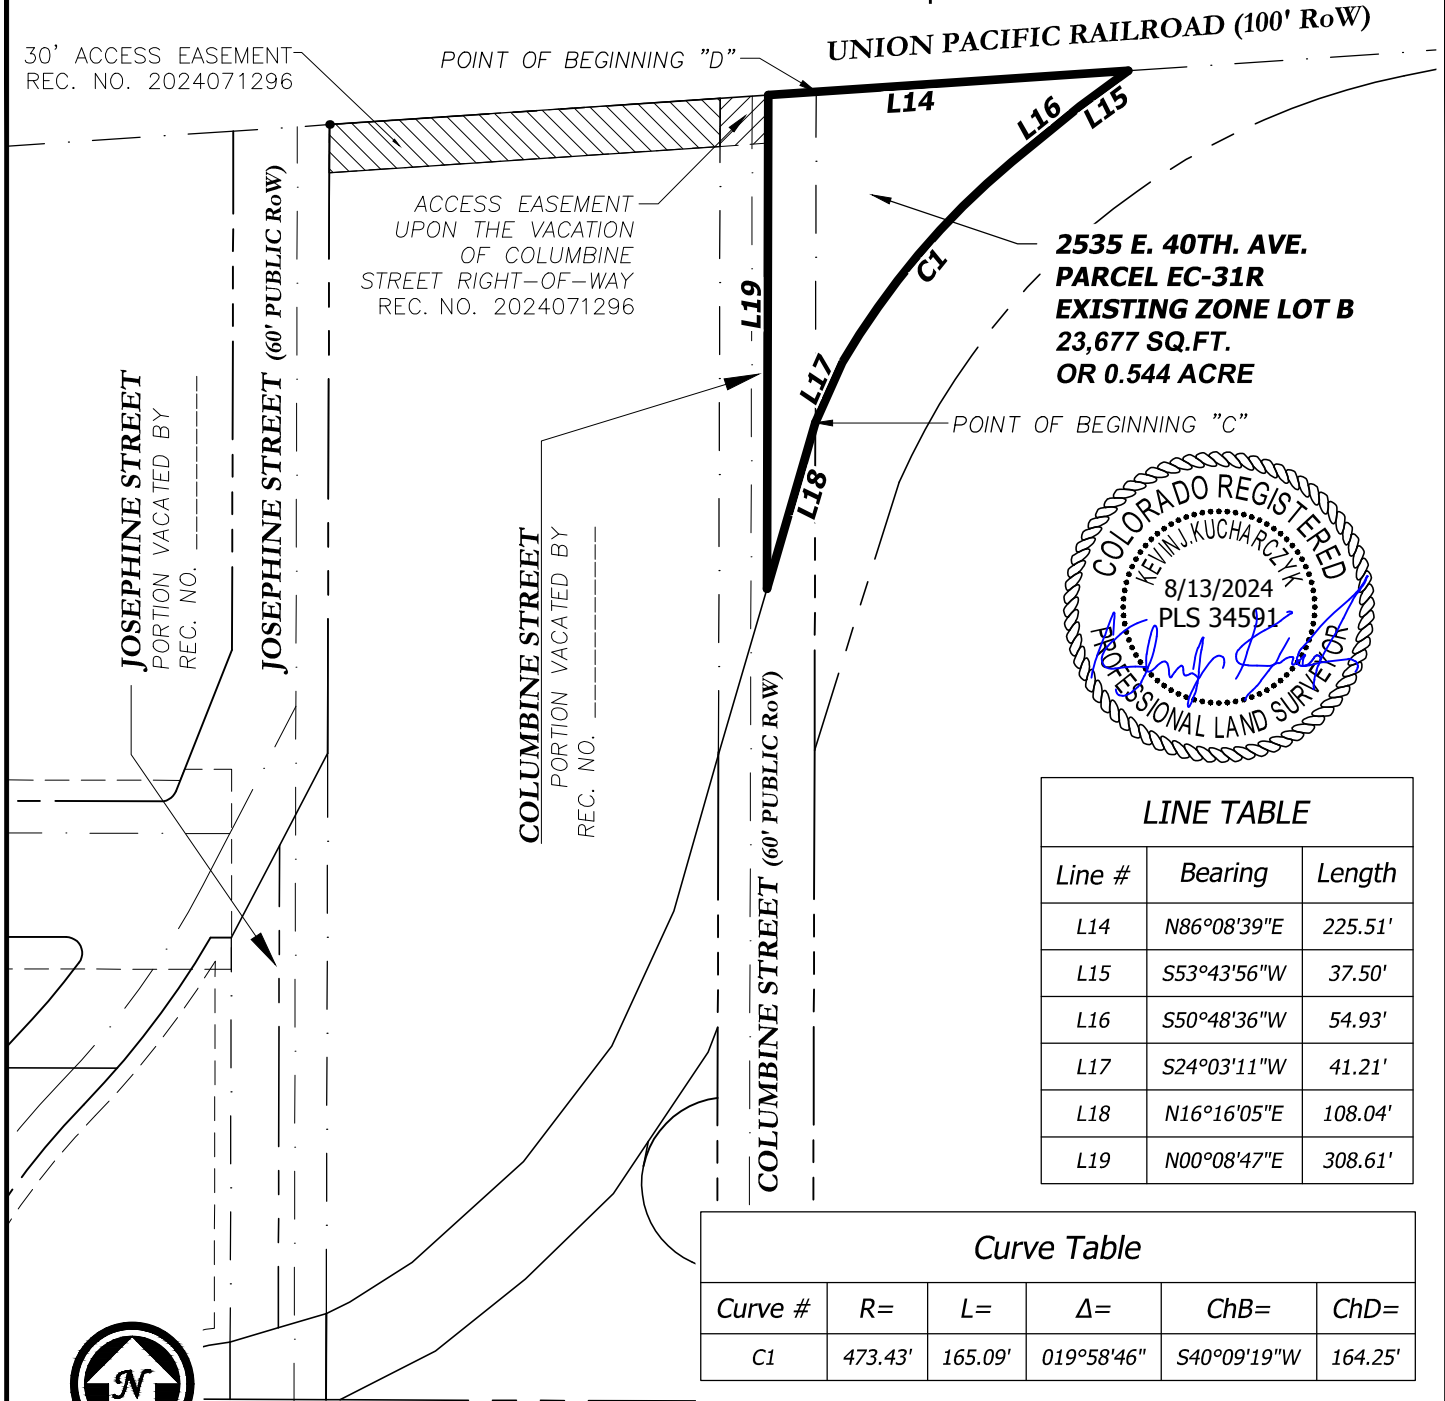 UNION PACIFIC RAILROAD (100' RoW)
30' ACCESS EASEMENT
REC. NO. 2024071296
POINT OF BEGINNING "D"
L14
L16
L15
ACCESS EASEMENT
UPON THE VACATION
OF COLUMBINE
STREET RIGHT-OF-WAY
REC. NO. 2024071296
C1
L19
L17
L18
2535 E. 40TH. AVE.
PARCEL EC-31R
EXISTING ZONE LOT B
23,677 SQ.FT.
OR 0.544 ACRE
POINT OF BEGINNING "C"
JOSEPHINE STREET
PORTION VACATED BY
REC. NO. ___________
JOSEPHINE STREET (60' PUBLIC RoW)
COLUMBINE STREET
PORTION VACATED BY
REC. NO. ___________
COLUMBINE STREET (60' PUBLIC RoW)
COLORADO REGISTERED
KEVIN J. KUCHARCZYK
8/13/2024
PLS 34591
PROFESSIONAL LAND SURVEYOR
LINE TABLE
Line # Bearing Length
L14 N86°08'39"E 225.51'
L15 S53°43'56"W 37.50'
L16 S50°48'36"W 54.93'
L17 S24°03'11"W 41.21'
L18 N16°16'05"E 108.04'
L19 N00°08'47"E 308.61'
Curve Table
Curve # R= L= Δ= ChB= ChD=
C1 473.43' 165.09' 019°58'46" S40°09'19"W 164.25'
N